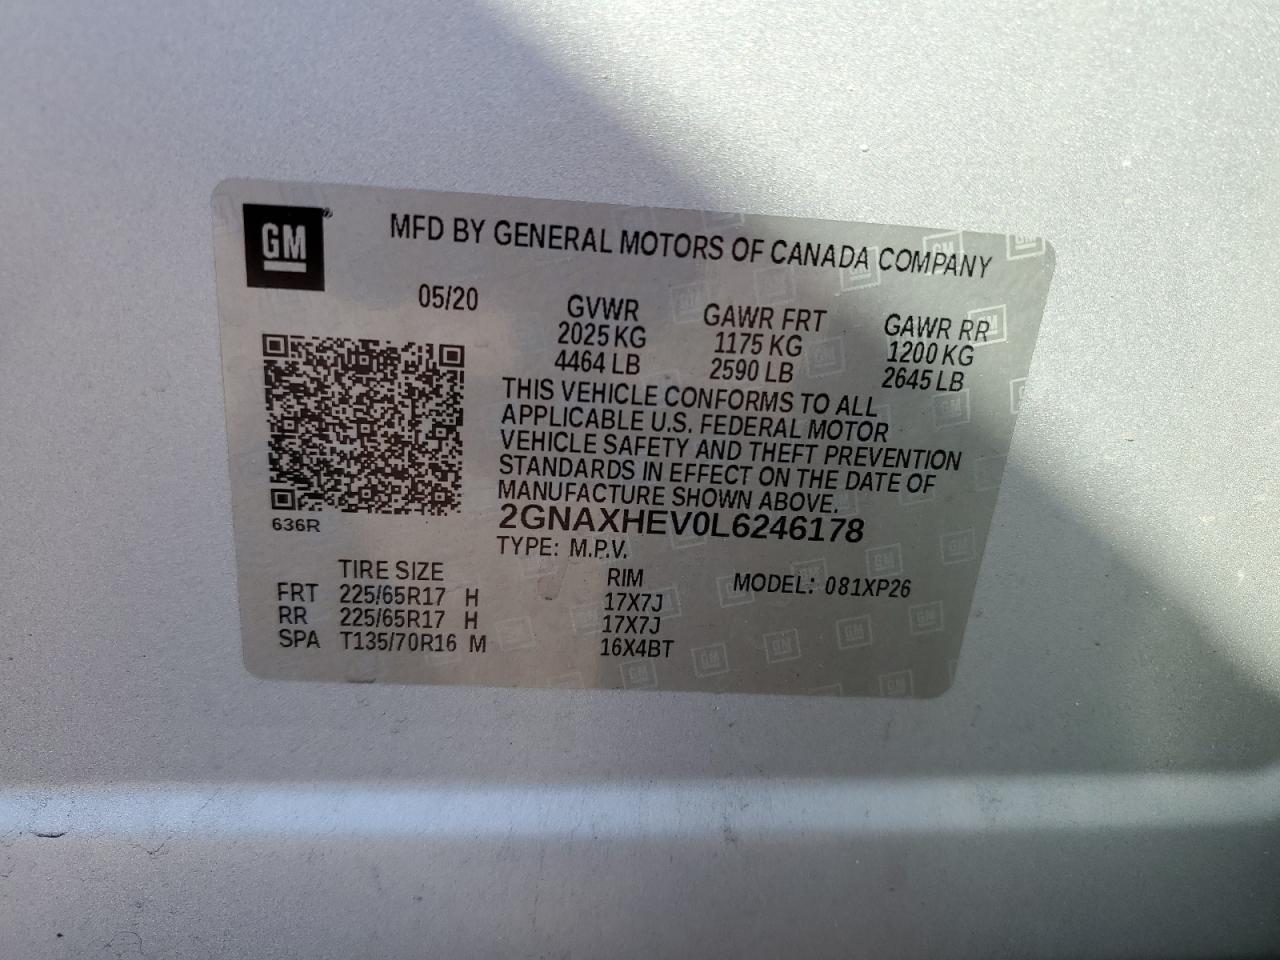 GM®
MFD BY GENERAL MOTORS OF CANADA COMPANY
05/20
GVWR GAWR FRT GAWR RR
2025 KG 1175 KG 1200 KG
4464 LB 2590 LB 2645 LB
THIS VEHICLE CONFORMS TO ALL
APPLICABLE U.S. FEDERAL MOTOR
VEHICLE SAFETY AND THEFT PREVENTION
STANDARDS IN EFFECT ON THE DATE OF
MANUFACTURE SHOWN ABOVE.
636R
2GNAXHEV0L6246178
TYPE: M.P.V.
TIRE SIZE RIM MODEL: 081XP26
FRT 225/65R17 H 17X7J
RR 225/65R17 H 17X7J
SPA T135/70R16 M 16X4BT